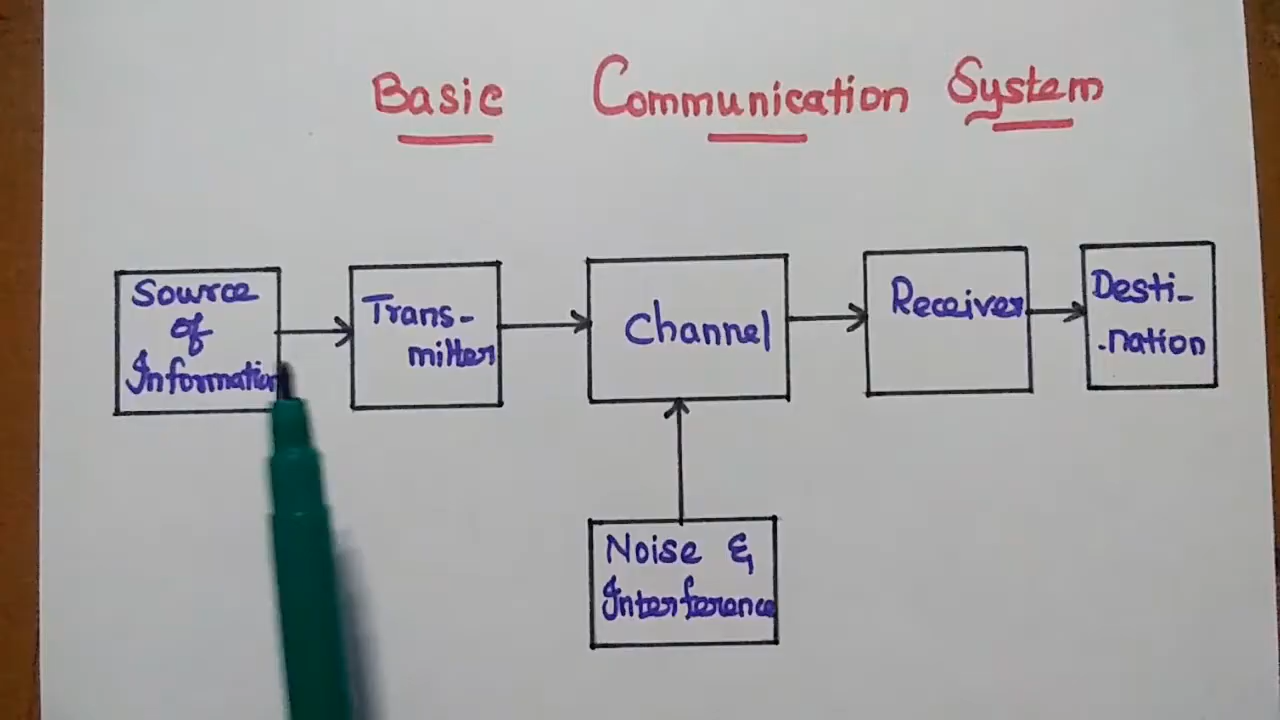 Basic Communication System
Source
of
Information
Trans-
mitter
Channel
Receiver
Desti-
-nation
Noise &
Interference